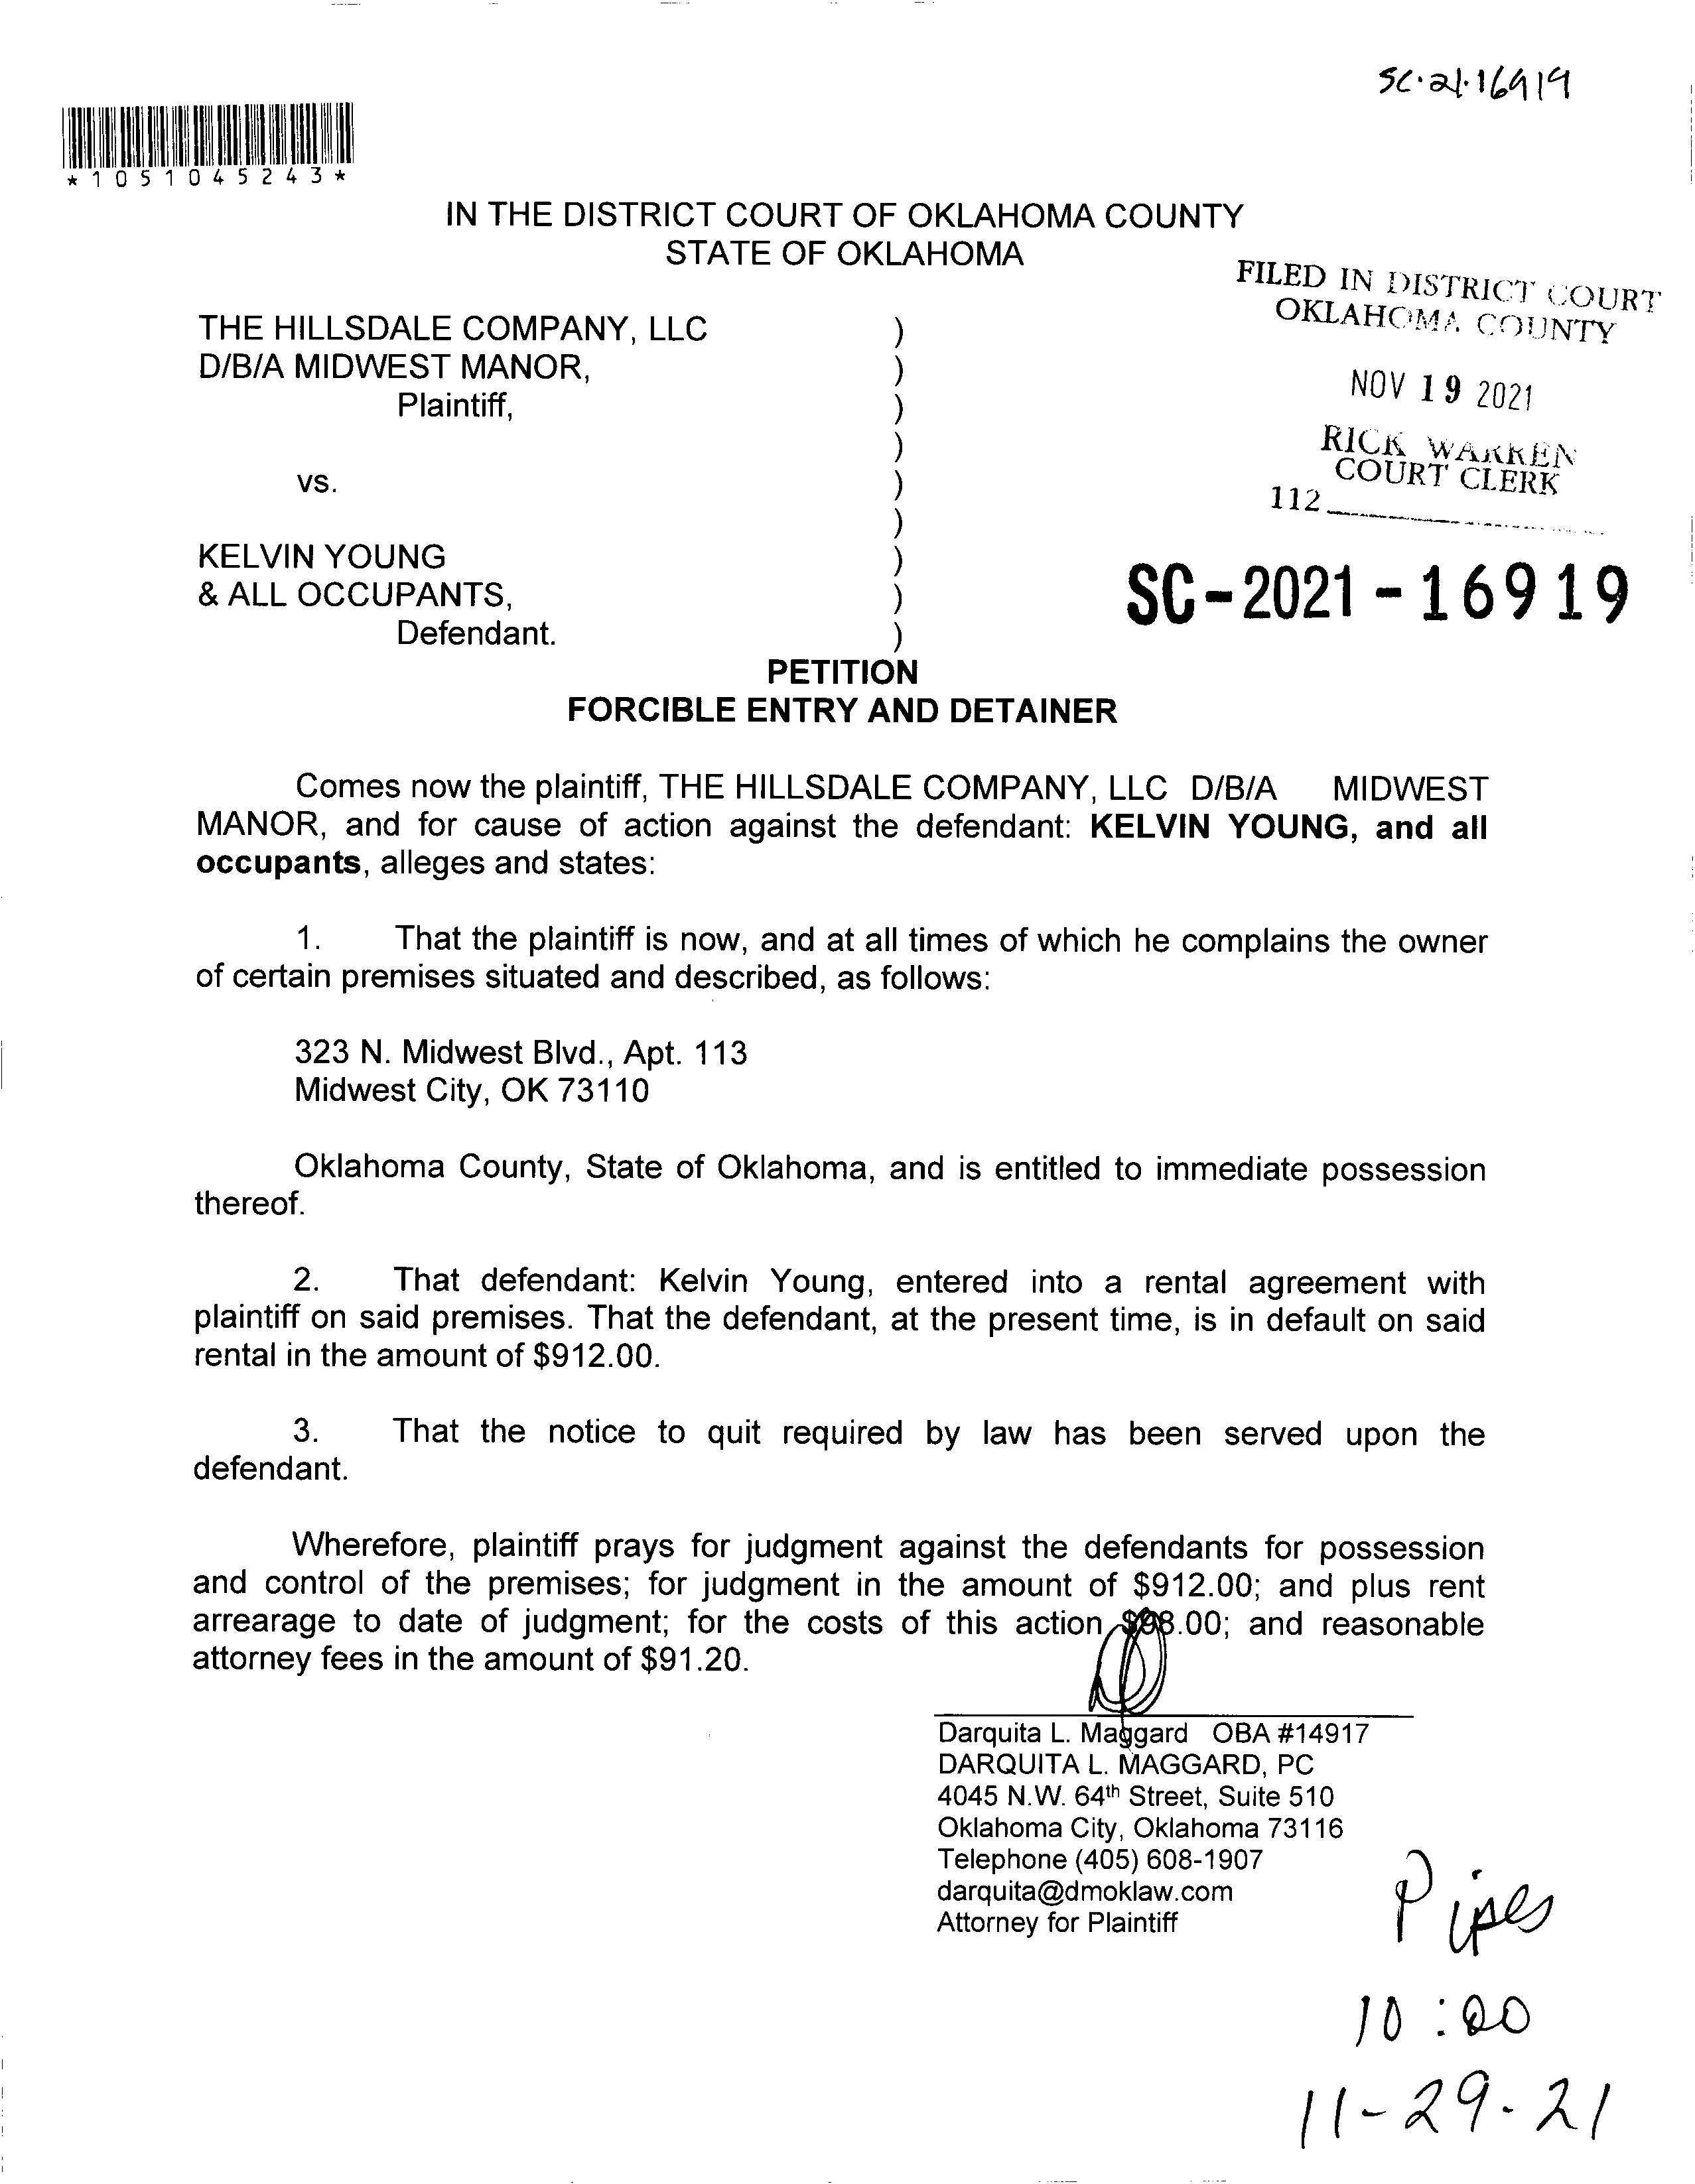 SC-21-16919
*1051045243*
IN THE DISTRICT COURT OF OKLAHOMA COUNTY
STATE OF OKLAHOMA
FILED IN DISTRICT COURT
OKLAHOMA COUNTY
NOV 19 2021
RICK WARREN
COURT CLERK
112
SC-2021-16919
THE HILLSDALE COMPANY, LLC )
D/B/A MIDWEST MANOR, )
Plaintiff, )
)
vs. )
)
KELVIN YOUNG )
& ALL OCCUPANTS, )
Defendant. )
PETITION
FORCIBLE ENTRY AND DETAINER
Comes now the plaintiff, THE HILLSDALE COMPANY, LLC D/B/A MIDWEST
MANOR, and for cause of action against the defendant: KELVIN YOUNG, and all
occupants, alleges and states:
1. That the plaintiff is now, and at all times of which he complains the owner
of certain premises situated and described, as follows:
323 N. Midwest Blvd., Apt. 113
Midwest City, OK 73110
Oklahoma County, State of Oklahoma, and is entitled to immediate possession
thereof.
2. That defendant: Kelvin Young, entered into a rental agreement with
plaintiff on said premises. That the defendant, at the present time, is in default on said
rental in the amount of $912.00.
3. That the notice to quit required by law has been served upon the
defendant.
Wherefore, plaintiff prays for judgment against the defendants for possession
and control of the premises; for judgment in the amount of $912.00; and plus rent
arrearage to date of judgment; for the costs of this action and reasonable
attorney fees in the amount of $91.20.
Darquita L. Maggard OBA #14917
DARQUITA L. MAGGARD, PC
4045 N.W. 64th Street, Suite 510
Oklahoma City, Oklahoma 73116
Telephone (405) 608-1907
darquita@dmoklaw.com
Attorney for Plaintiff
Pipes
10:00
11-29-21